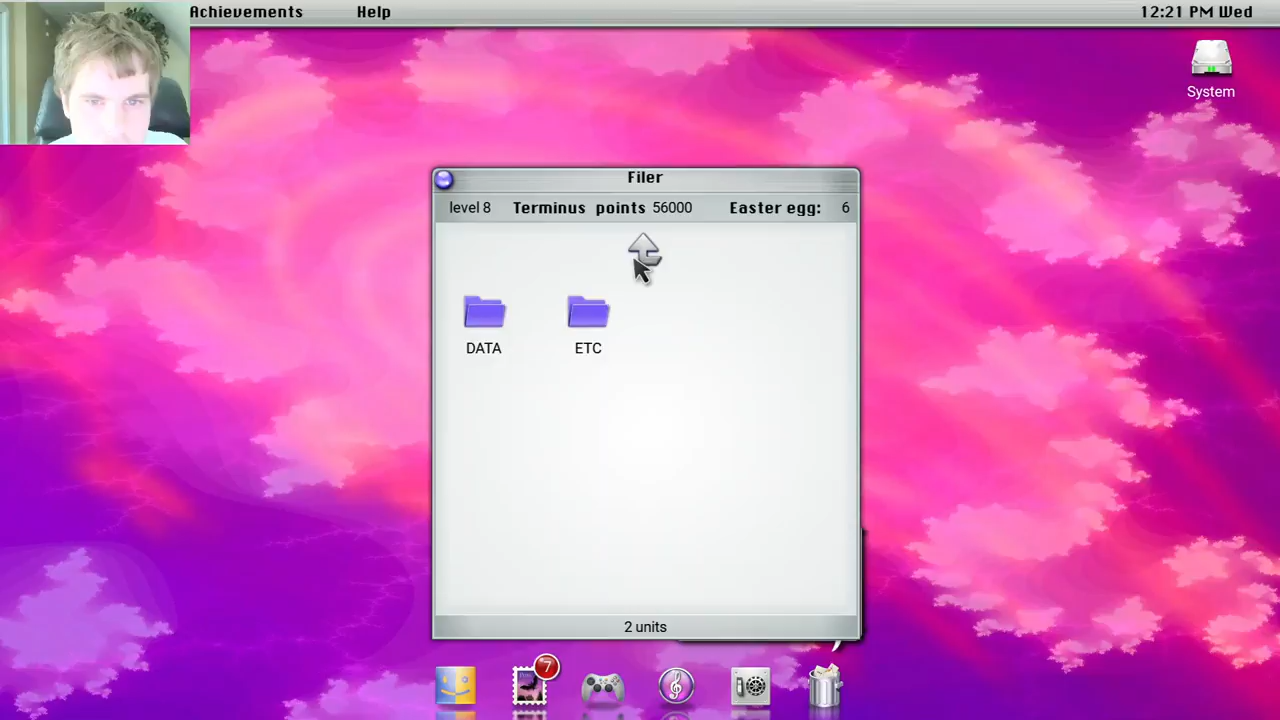 Achievements Help 12:21 PM Wed
System
Filer
level 8 Terminus points 56000 Easter egg: 6
DATA ETC
2 units
7